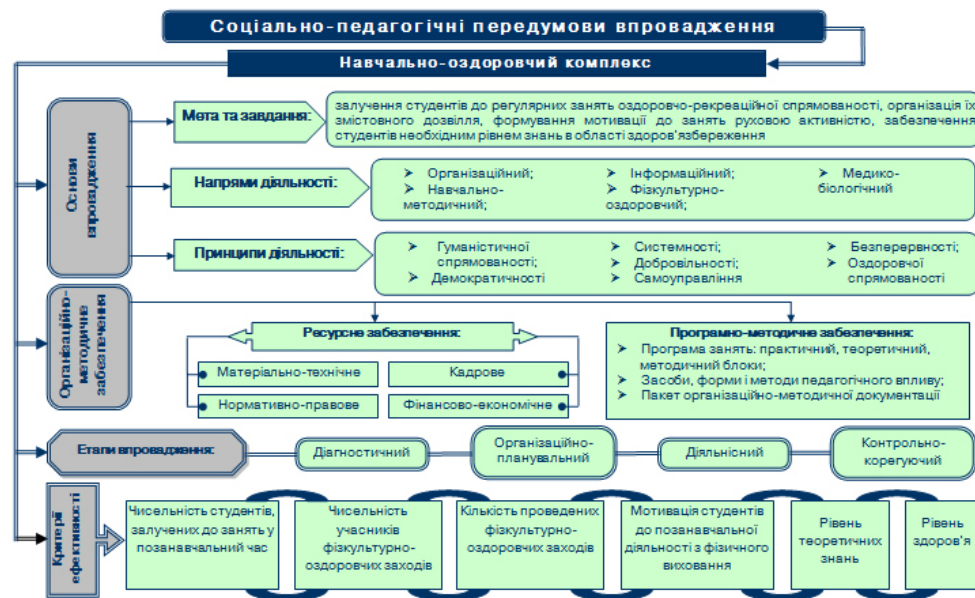 Соціально-педагогічні передумови впровадження
Навчально-оздоровчий комплекс
Основи
впровадження
Мета та завдання:
залучення студентів до регулярних занять оздоровчо-рекреаційної спрямованості, організація їх
змістовного дозвілля, формування мотивації до занять руховою активністю, забезпечення
студентів необхідним рівнем знань в області здоров'язбереження
Напрями діяльності:
➤ Організаційний;
➤ Навчально-
методичний;
➤ Інформаційний;
➤ Фізкультурно-
оздоровчий;
➤ Медико-
біологічний
Принципи діяльності:
➤ Гуманістичної
спрямованості;
➤ Демократичності
➤ Системності;
➤ Добровільності;
➤ Самоуправління
➤ Безперервності;
➤ Оздоровчої
спрямованості
Організаційно-
методичне
забезпечення
Ресурсне забезпечення:
Матеріально-технічне
Кадрове
Нормативно-правове
Фінансово-економічне
Програмно-методичне забезпечення:
➤ Програма занять: практичний, теоретичний,
методичний блоки;
➤ Засоби, форми і методи педагогічного впливу;
➤ Пакет організаційно-методичної документації
Етапи впровадження:
Діагностичний
Організаційно-
планувальний
Діяльнісний
Контрольно-
корегуючий
Критерії
ефективності
Чисельність студентів,
залучених до занять у
позанавчальний час
Чисельність
учасників
фізкультурно-
оздоровчих заходів
Кількість проведених
фізкультурно-
оздоровчих заходів
Мотивація студентів
до позанавчальної
діяльності з фізичного
виховання
Рівень
теоретичних
знань
Рівень
здоров'я